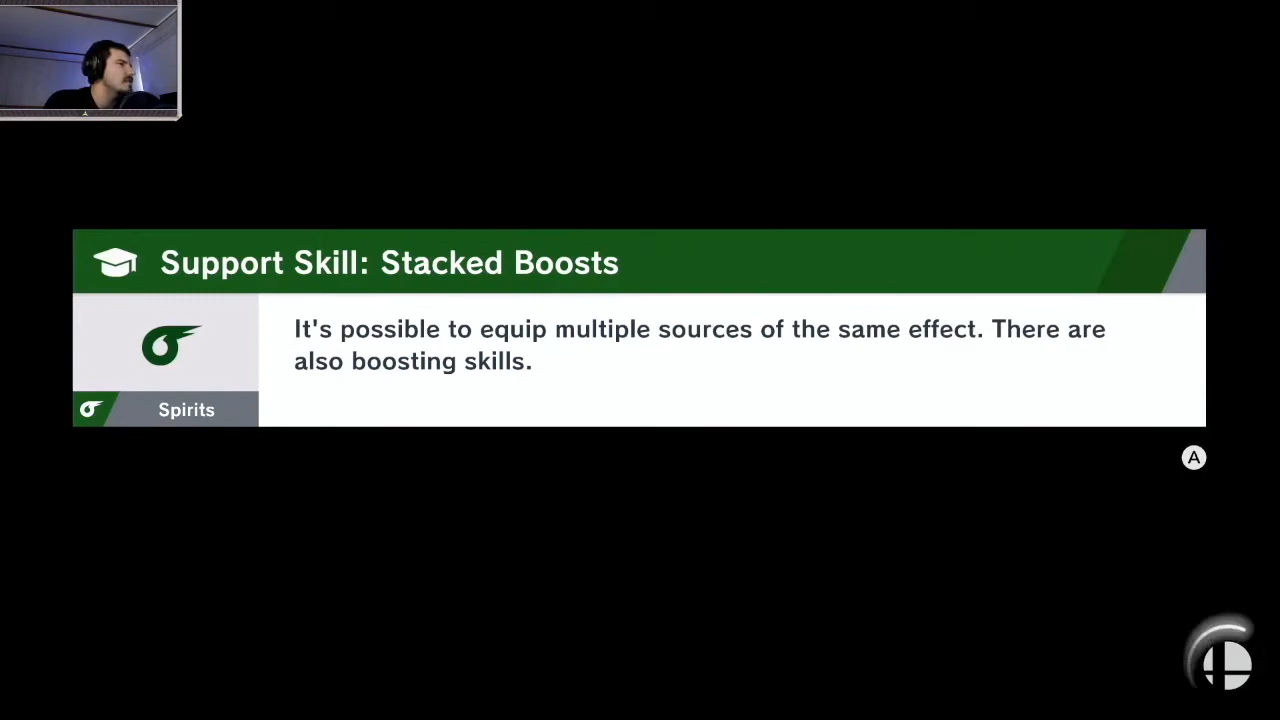 Support Skill: Stacked Boosts
It's possible to equip multiple sources of the same effect. There are
also boosting skills.
Spirits
A